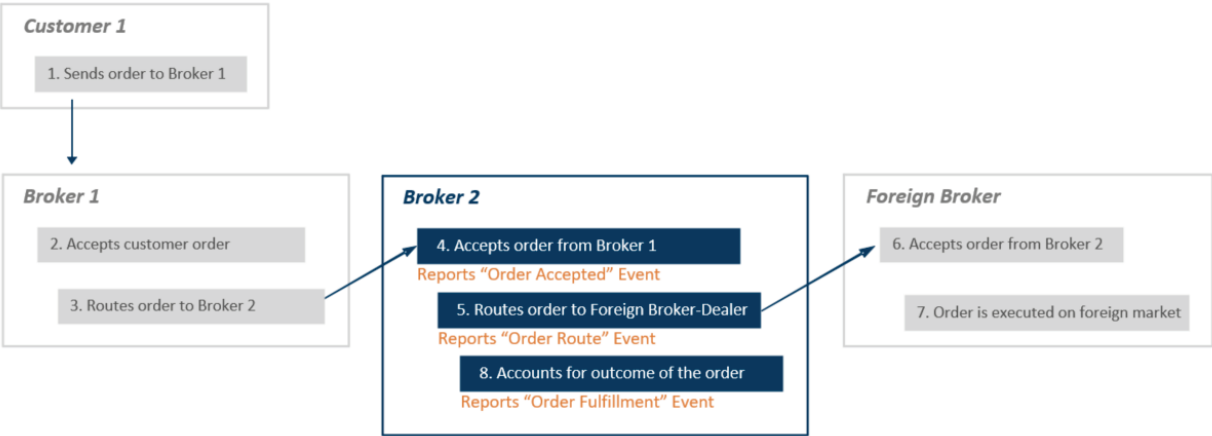 Customer 1
1. Sends order to Broker 1
Broker 1
2. Accepts customer order
3. Routes order to Broker 2
Broker 2
4. Accepts order from Broker 1
Reports “Order Accepted” Event
5. Routes order to Foreign Broker-Dealer
Reports “Order Route” Event
8. Accounts for outcome of the order
Reports “Order Fulfillment” Event
Foreign Broker
6. Accepts order from Broker 2
7. Order is executed on foreign market